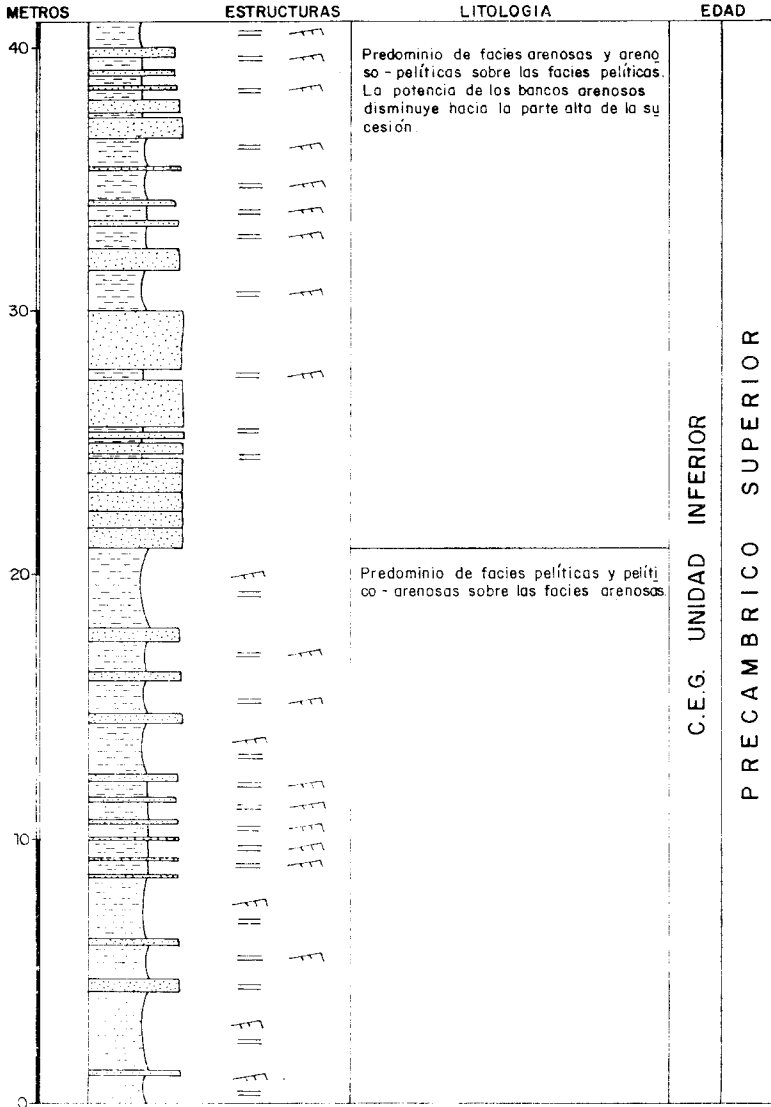 METROS ESTRUCTURAS LITOLOGIA EDAD
40
Predominio de facies arenosas y areno
so - pelíticas sobre las facies pelíticas.
La potencia de los bancos arenosos
disminuye hacia la parte alta de la su
cesión.
30
20
Predominio de facies pelíticas y pelíti
co - arenosas sobre las facies arenosas.
10
0
C.E.G. UNIDAD INFERIOR
PRECAMBRICO SUPERIOR